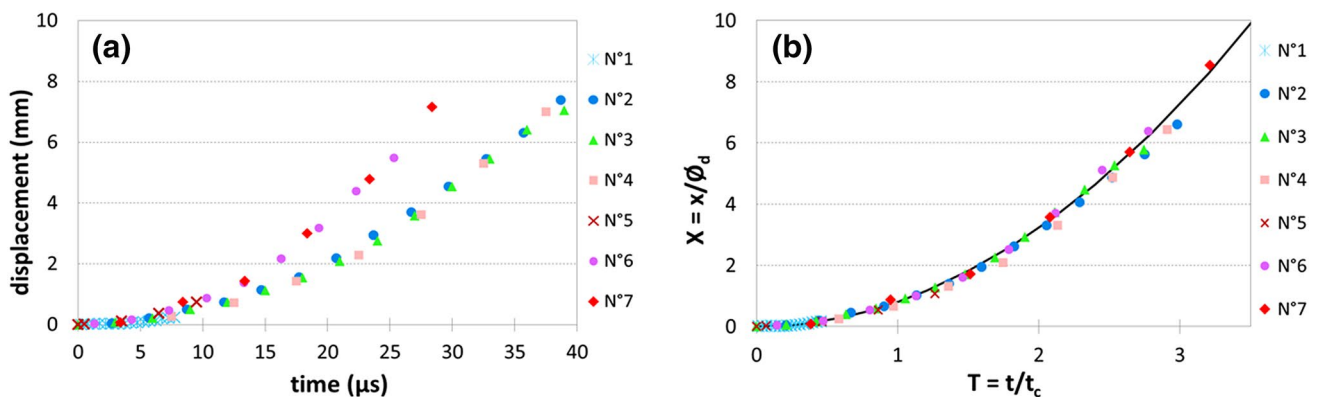 (a)
displacement (mm)
10
8
6
4
2
0
0 5 10 15 20 25 30 35 40
time (µs)
N°1
N°2
N°3
N°4
N°5
N°6
N°7
(b)
X = x/Ød
10
8
6
4
2
0
0 1 2 3
T = t/tc
N°1
N°2
N°3
N°4
N°5
N°6
N°7